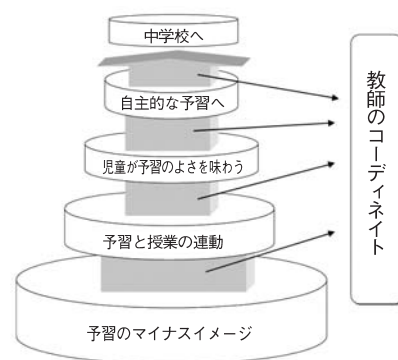 中学校へ
自主的な予習へ
児童が予習のよさを味わう
予習と授業の連動
予習のマイナスイメージ
教師のコーディネイト